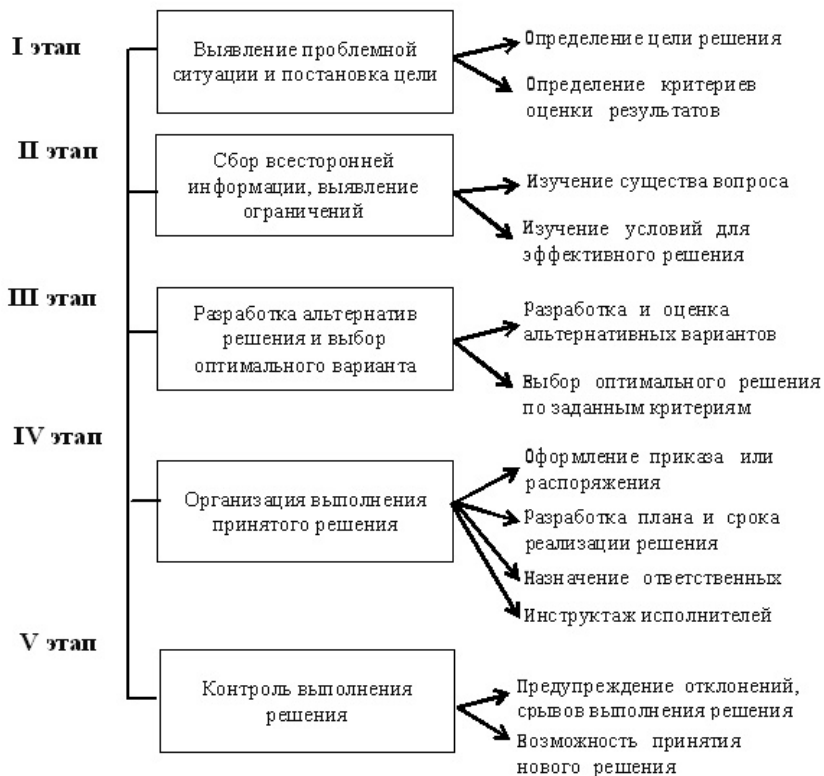 I этап
Выявление проблемной
ситуации и постановка цели
Определение цели решения
Определение критериев
оценки результатов
II этап
Сбор всесторонней
информации, выявление
ограничений
Изучение существа вопроса
Изучение условий для
эффективного решения
III этап
Разработка альтернатив
решения и выбор
оптимального варианта
Разработка и оценка
альтернативных вариантов
Выбор оптимального решения
по заданным критериям
IV этап
Организация выполнения
принятого решения
Оформление приказа или
распоряжения
Разработка плана и срока
реализации решения
Назначение ответственных
Инструктаж исполнителей
V этап
Контроль выполнения
решения
Предупреждение отклонений,
срывов выполнения решения
Возможность принятия
нового решения